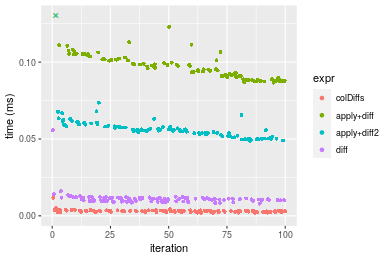 time (ms)
0.10
0.05
0.00
0
25
50
75
100
iteration
expr
colDiffs
apply+diff
apply+diff2
diff